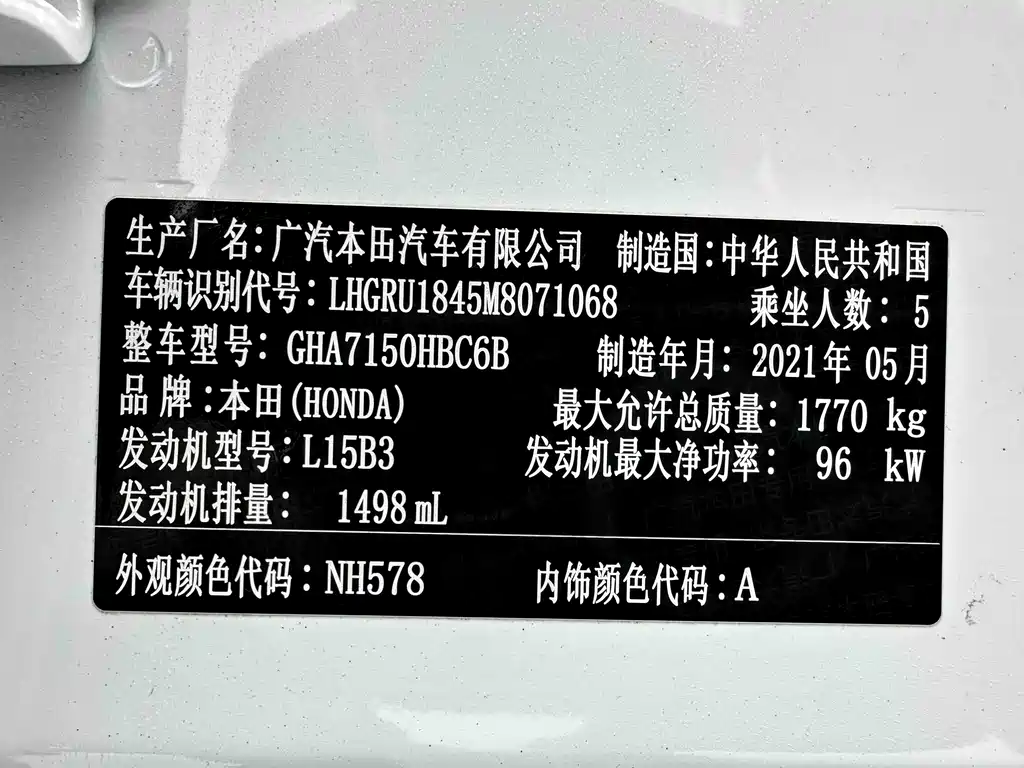 生产厂名：广汽本田汽车有限公司 制造国：中华人民共和国
车辆识别代号：LHGRU1845M8071068 乘坐人数：5
整车型号：GHA7150HBC6B 制造年月：2021年 05月
品 牌：本田(HONDA) 最大允许总质量：1770 kg
发动机型号：L15B3 发动机最大净功率：96 kW
发动机排量：1498 mL
外观颜色代码：NH578 内饰颜色代码：A